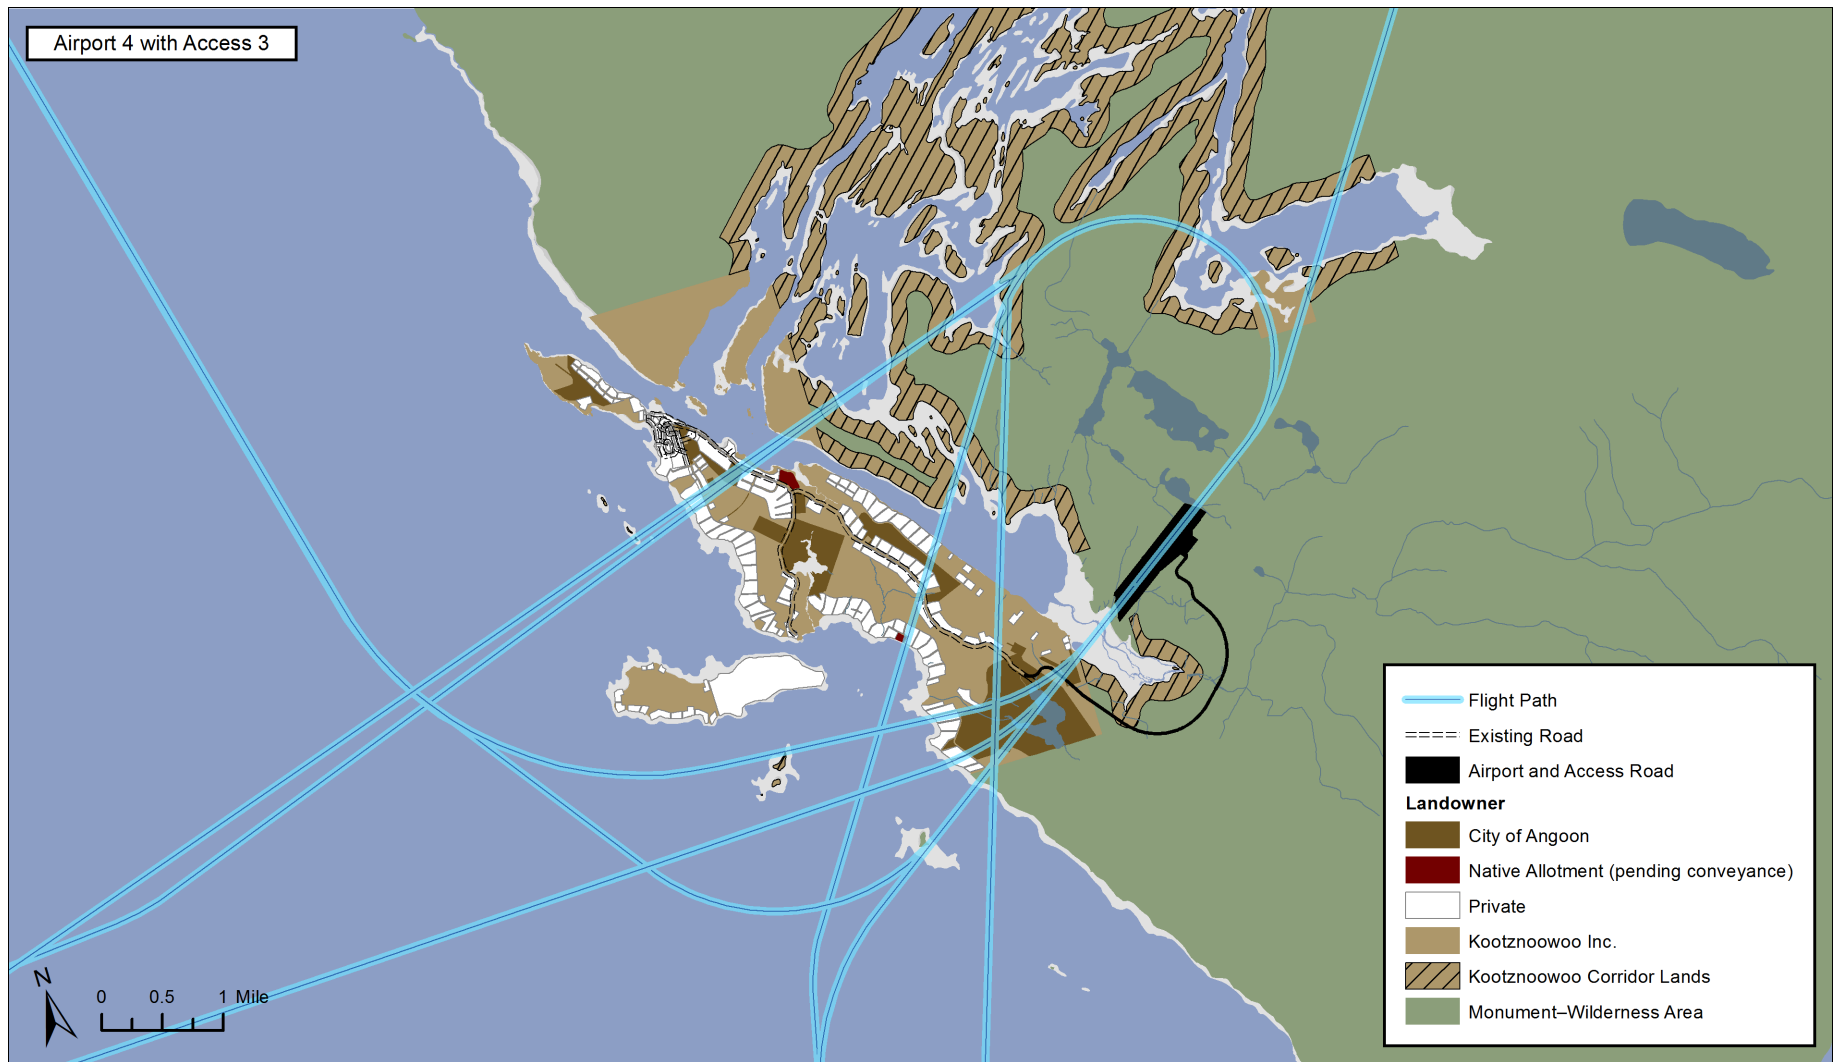 Airport 4 with Access 3
Flight Path
Existing Road
Airport and Access Road
Landowner
City of Angoon
Native Allotment (pending conveyance)
Private
Kootznoowoo Inc.
Kootznoowoo Corridor Lands
Monument–Wilderness Area
N
0 0.5 1 Mile